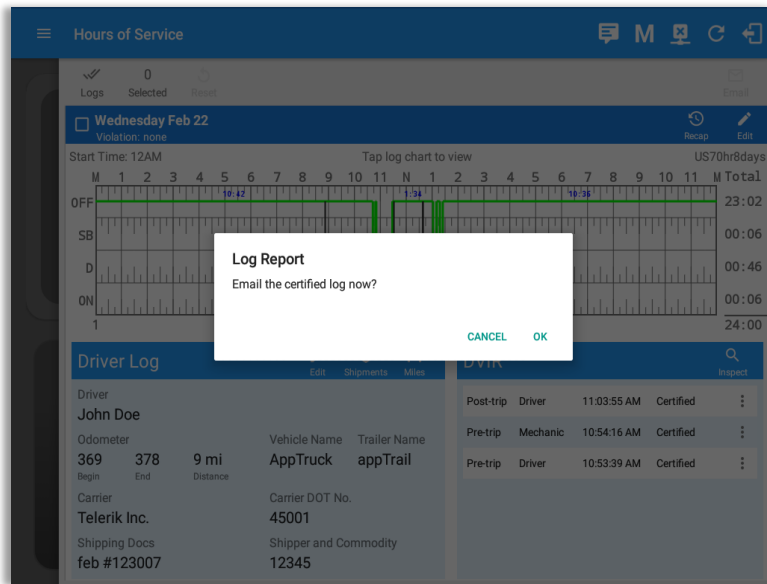 Hours of Service
M
Logs
0 Selected
Reset
Email
Wednesday Feb 22
Violation: none
Recap
Edit
Start Time: 12AM Tap log chart to view US70hr8days
M 1 2 3 4 5 6 7 8 9 10 11 N 1 2 3 4 5 6 7 8 9 10 11 M Total
10:42 1:34 10:36
OFF 23:02
SB 00:06
D 00:46
ON 00:06
1 24:00
Log Report
Email the certified log now?
CANCEL OK
Driver Log
Edit Shipments Miles
DVIR
Inspect
Driver
John Doe
Odometer Vehicle Name Trailer Name
369 378 9 mi AppTruck appTrail
Begin End Distance
Carrier Carrier DOT No.
Telerik Inc. 45001
Shipping Docs Shipper and Commodity
feb #123007 12345
Post-trip Driver 11:03:55 AM Certified
Pre-trip Mechanic 10:54:16 AM Certified
Pre-trip Driver 10:53:39 AM Certified